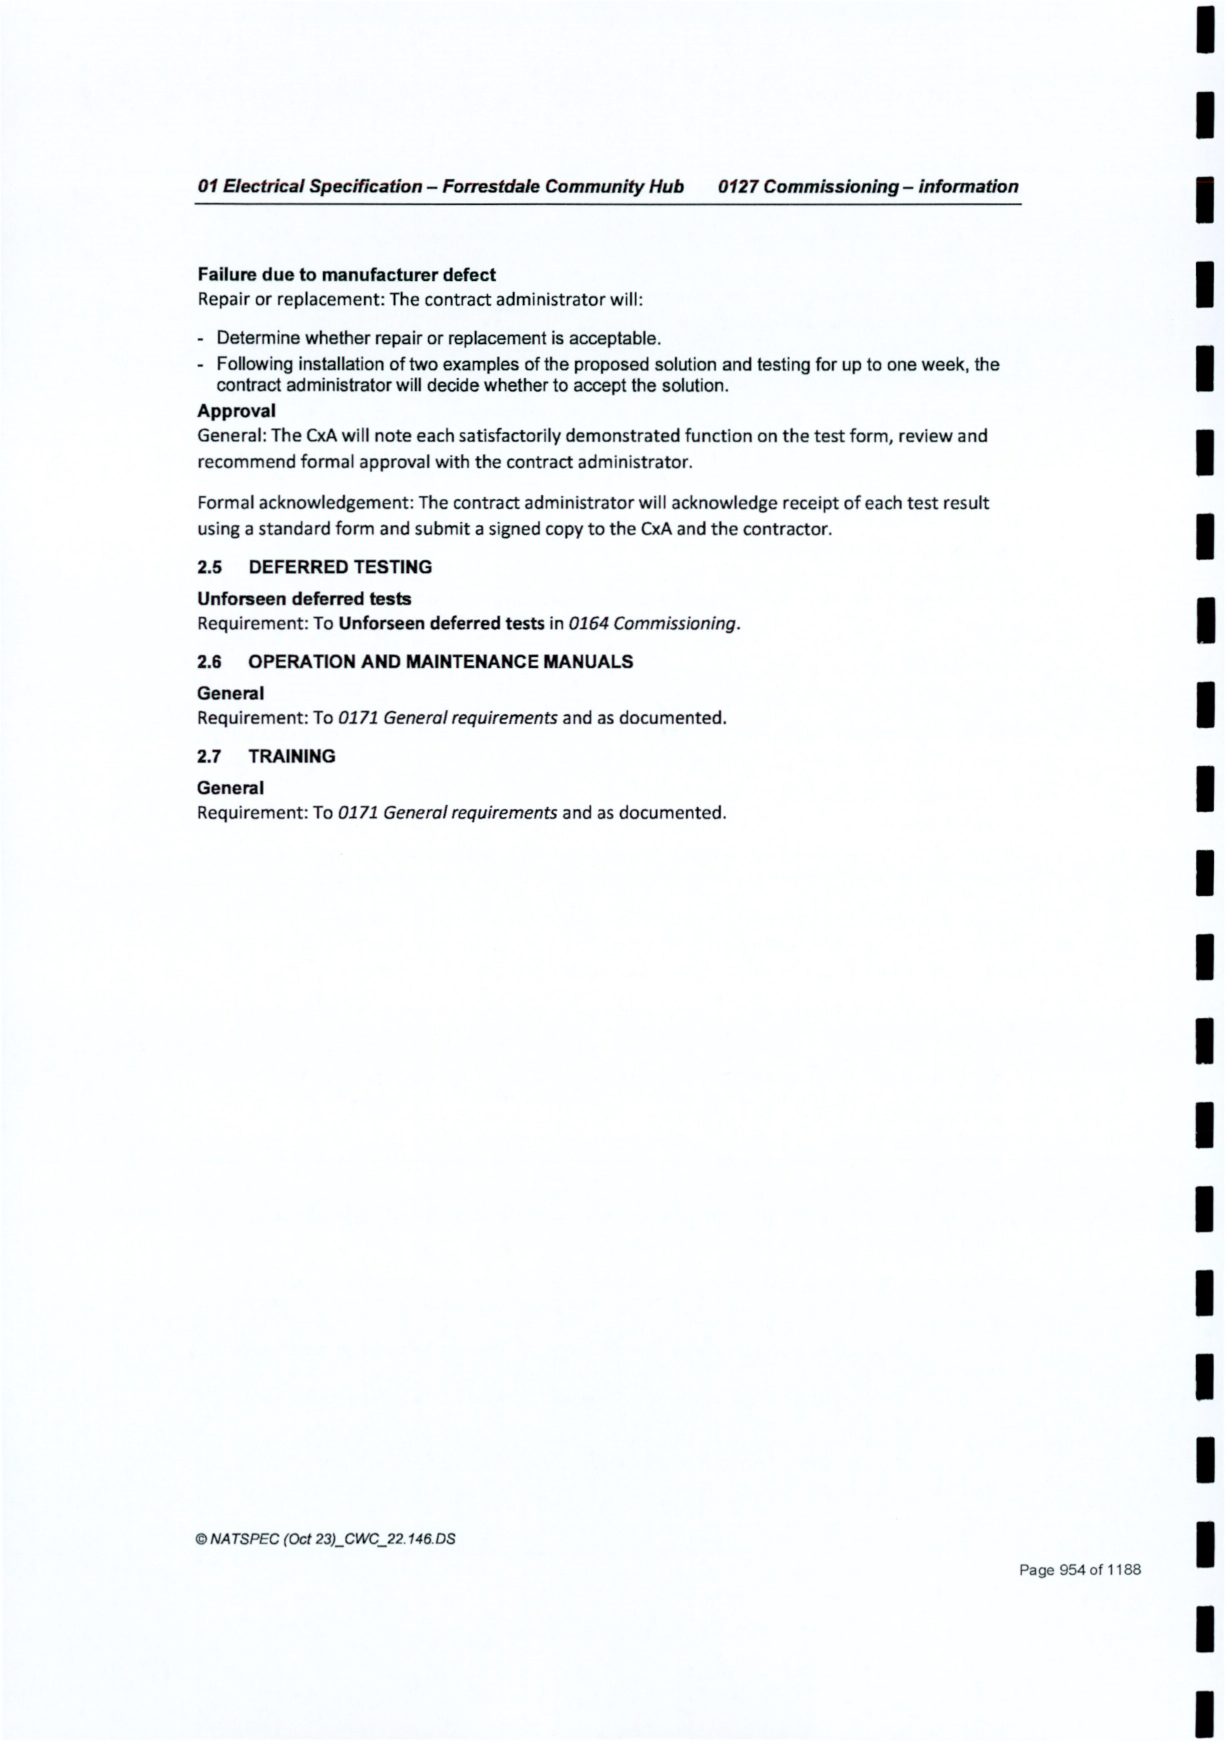 01 Electrical Specification – Forrestdale Community Hub 0127 Commissioning – information
Failure due to manufacturer defect
Repair or replacement: The contract administrator will:
- Determine whether repair or replacement is acceptable.
- Following installation of two examples of the proposed solution and testing for up to one week, the
contract administrator will decide whether to accept the solution.
Approval
General: The CxA will note each satisfactorily demonstrated function on the test form, review and
recommend formal approval with the contract administrator.
Formal acknowledgement: The contract administrator will acknowledge receipt of each test result
using a standard form and submit a signed copy to the CxA and the contractor.
2.5 DEFERRED TESTING
Unforseen deferred tests
Requirement: To Unforseen deferred tests in 0164 Commissioning.
2.6 OPERATION AND MAINTENANCE MANUALS
General
Requirement: To 0171 General requirements and as documented.
2.7 TRAINING
General
Requirement: To 0171 General requirements and as documented.
© NATSPEC (Oct 23)_CWC_22.146.DS
Page 954 of 1188